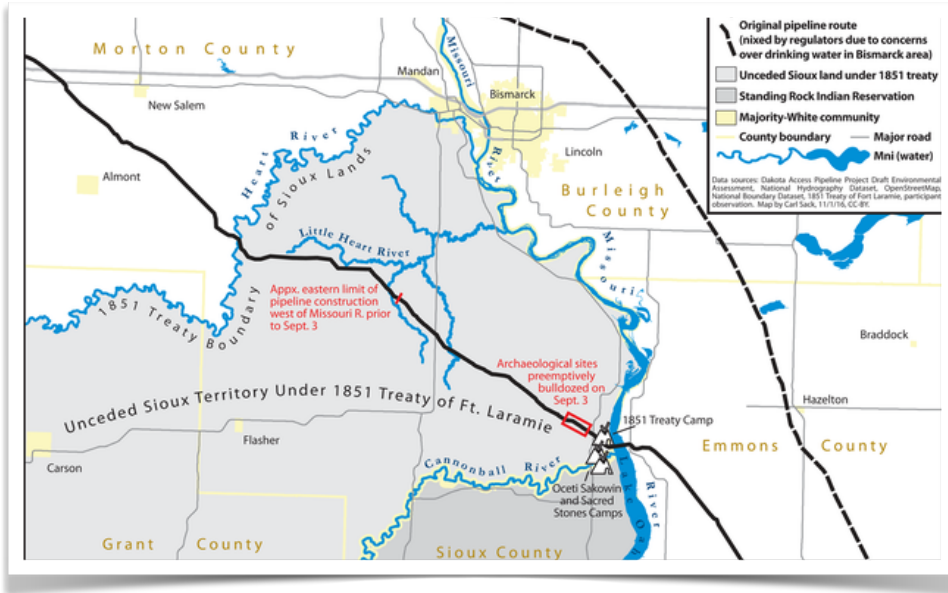 Morton County
Missouri
River
Mandan
Bismarck
New Salem
Lincoln
Heart River
of Sioux Lands
Almont
Burleigh
County
Little Heart River
Missouri
1851 Treaty Boundary
Appx. eastern limit of
pipeline construction
west of Missouri R. prior
to Sept. 3
Archaeological sites
preemptively
bulldozed on
Sept. 3
Braddock
Hazelton
Unceded Sioux Territory Under 1851 Treaty of Ft. Laramie
1851 Treaty Camp
Flasher
Emmons County
Carson
Cannonball River
Oceti Sakowin
and Sacred
Stones Camps
Lake
River
Grant County
Sioux County
Original pipeline route
(nixed by regulators due to concerns
over drinking water in Bismarck area)
Unceded Sioux land under 1851 treaty
Standing Rock Indian Reservation
Majority-White community
County boundary
Major road
Mni (water)
Data sources: Dakota Access Pipeline Project Draft Environmental
Assessment, National Hydrography Dataset, OpenStreetMap,
National Boundary Dataset, 1851 Treaty of Fort Laramie, participant
observation. Map by Carl Sack, 11/1/16, CC-BY.